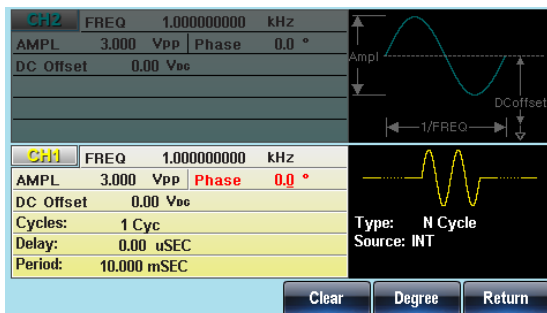 CH2 FREQ 1.000000000 kHz
AMPL 3.000 VPP Phase 0.0 °
DC Offset 0.00 VDC
Ampl
DCoffset
1/FREQ
CH1 FREQ 1.000000000 kHz
AMPL 3.000 VPP Phase 0.0 °
DC Offset 0.00 VDC
Cycles: 1 Cyc
Delay: 0.00 uSEC
Period: 10.000 mSEC
Type: N Cycle
Source: INT
Clear Degree Return